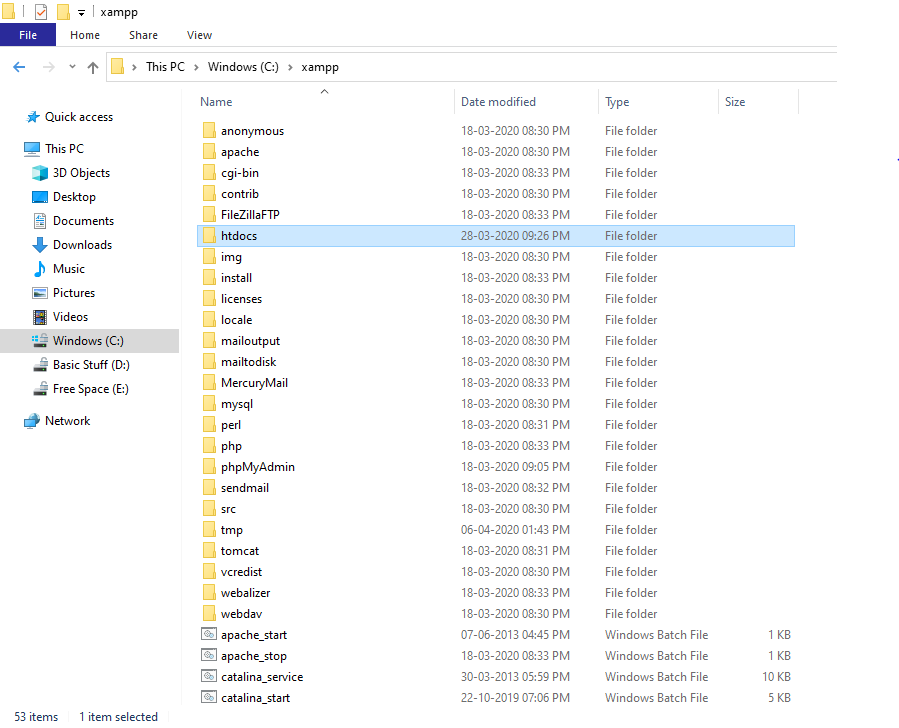 xampp
File Home Share View
This PC Windows (C:) xampp
Name Date modified Type Size
Quick access
This PC
3D Objects
Desktop
Documents
Downloads
Music
Pictures
Videos
Windows (C:)
Basic Stuff (D:)
Free Space (E:)
Network
anonymous 18-03-2020 08:30 PM File folder
apache 18-03-2020 08:30 PM File folder
cgi-bin 18-03-2020 08:33 PM File folder
contrib 18-03-2020 08:30 PM File folder
FileZillaFTP 18-03-2020 08:33 PM File folder
htdocs 28-03-2020 09:26 PM File folder
img 18-03-2020 08:30 PM File folder
install 18-03-2020 08:33 PM File folder
licenses 18-03-2020 08:30 PM File folder
locale 18-03-2020 08:30 PM File folder
mailoutput 18-03-2020 08:30 PM File folder
mailtodisk 18-03-2020 08:30 PM File folder
MercuryMail 18-03-2020 08:33 PM File folder
mysql 18-03-2020 08:30 PM File folder
perl 18-03-2020 08:31 PM File folder
php 18-03-2020 08:33 PM File folder
phpMyAdmin 18-03-2020 09:05 PM File folder
sendmail 18-03-2020 08:32 PM File folder
src 18-03-2020 08:30 PM File folder
tmp 06-04-2020 01:43 PM File folder
tomcat 18-03-2020 08:31 PM File folder
vcredist 18-03-2020 08:30 PM File folder
webalizer 18-03-2020 08:33 PM File folder
webdav 18-03-2020 08:30 PM File folder
apache_start 07-06-2013 04:45 PM Windows Batch File 1 KB
apache_stop 18-03-2020 08:33 PM Windows Batch File 1 KB
catalina_service 30-03-2013 05:59 PM Windows Batch File 10 KB
catalina_start 22-10-2019 07:06 PM Windows Batch File 5 KB
53 items 1 item selected